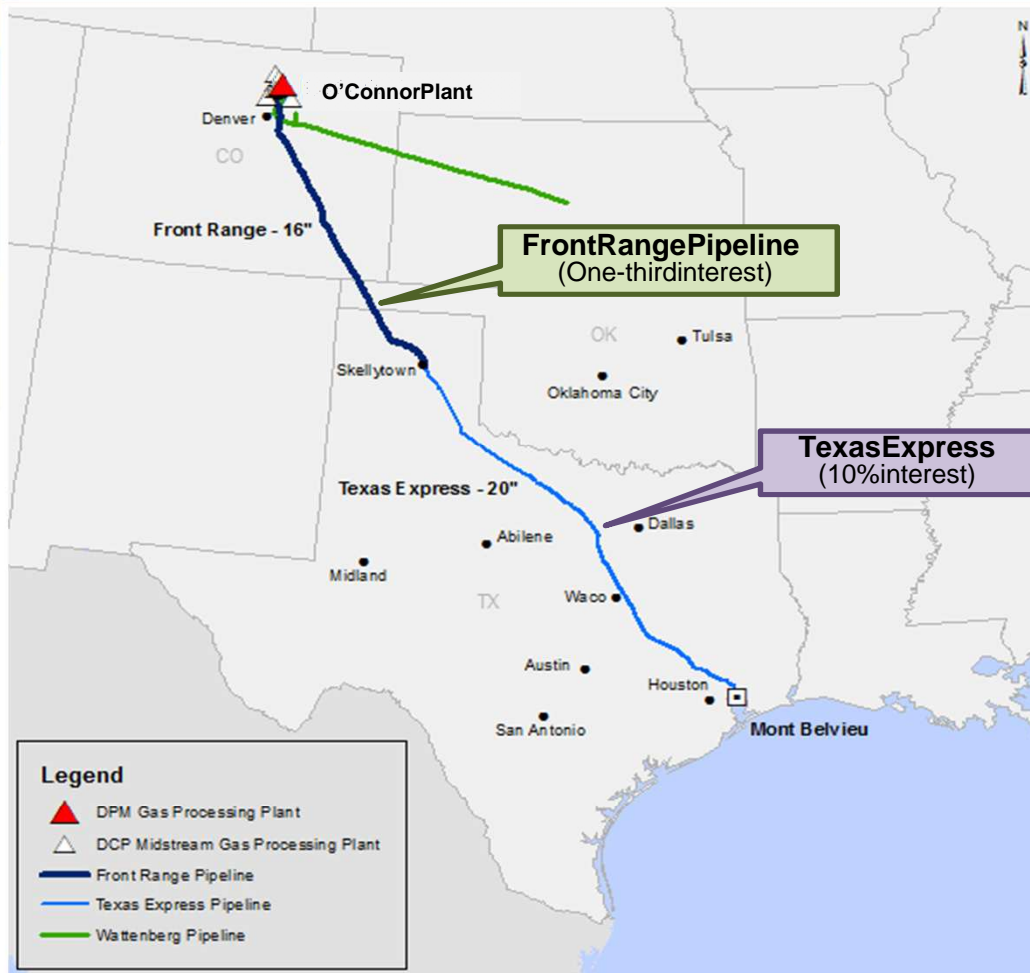 N
O'ConnorPlant
Denver
CO
Front Range - 16"
FrontRangePipeline
(One-thirdinterest)
OK
Tulsa
Skellytown
Oklahoma City
TexasExpress
(10%interest)
Texas Express - 20"
Dallas
Abilene
Midland
Waco
TX
Austin
Houston
San Antonio
Mont Belvieu
Legend
DPM Gas Processing Plant
DCP Midstream Gas Processing Plant
Front Range Pipeline
Texas Express Pipeline
Wattenberg Pipeline